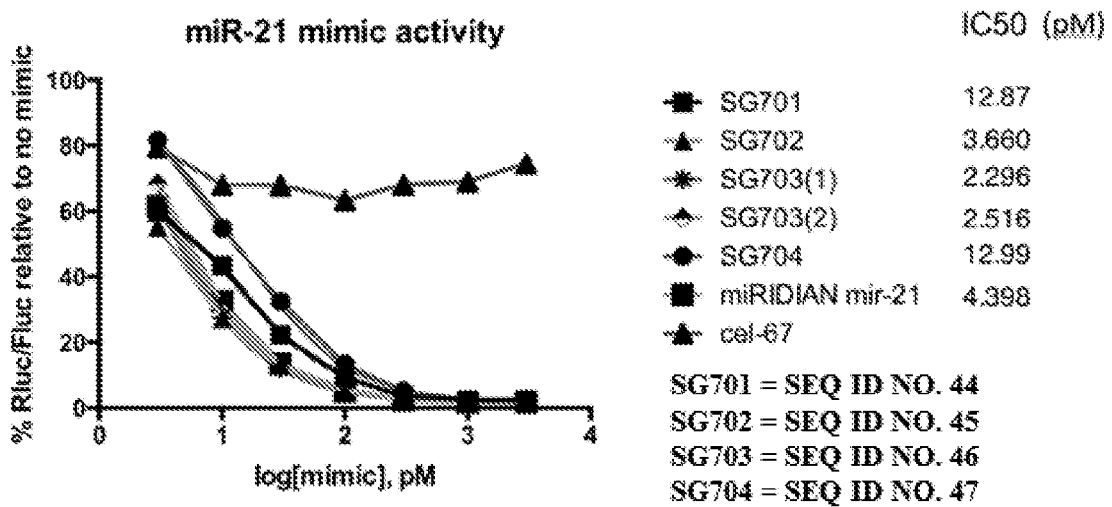 miR-21 mimic activity
IC50 (pM)
% Rluc/Fluc relative to no mimic
100
80
60
40
20
0
0
1
2
3
4
log[mimic], pM
SG701 12.87
SG702 3.660
SG703(1) 2.296
SG703(2) 2.516
SG704 12.99
miRIDIAN mir-21 4.398
cel-67
SG701 = SEQ ID NO. 44
SG702 = SEQ ID NO. 45
SG703 = SEQ ID NO. 46
SG704 = SEQ ID NO. 47